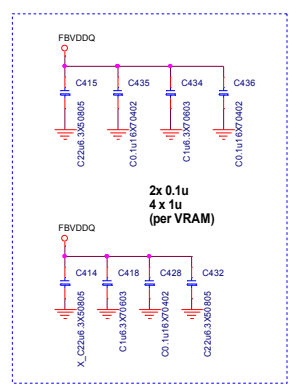 FBVDDQ
C415 C435 C434 C436
C22u6.3X50805 C0.1u16X70402 C1u6.3X70603 C0.1u16X70402
2x 0.1u
4 x 1u
(per VRAM)
FBVDDQ
C414 C418 C428 C432
X_C22u6.3X50805 C1u6.3X70603 C0.1u16X70402 C22u6.3X50805